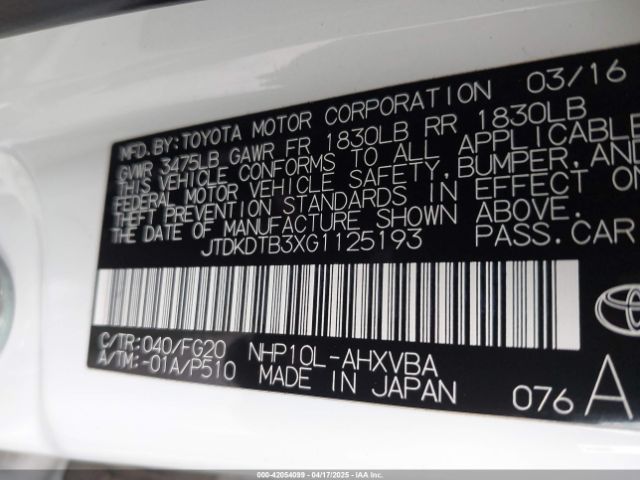 MFD. BY: TOYOTA MOTOR CORPORATION 03/16
GVWR 3475LB GAWR FR 1830LB RR 1830LB
THIS VEHICLE CONFORMS TO ALL APPLICABLE
FEDERAL MOTOR VEHICLE SAFETY, BUMPER, AND
THEFT PREVENTION STANDARDS IN EFFECT ON
THE DATE OF MANUFACTURE SHOWN ABOVE.
JTDKDTB3XG1125193 PASS. CAR
C/TR: 040/FG20 NHP10L-AHXVBA
A/TM: -01A/P510 MADE IN JAPAN 076 A
000-42054099 - 04/17/2025 - IAAI.COM